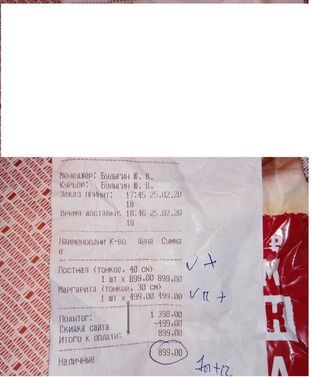 Менеджер: Булыгин Ю. В.
Курьер: Булыгин Ю. В.
Заказ принят: 17:45 25.02.20
18
Время доставки: 18:46 25.02.20
18
Наименовани К-во Цена Сумма
е
Постная (тонкое, 40 см)
1 шт x 899,00 899,00
Маргарита (тонкое, 30 см)
1 шт x 499,00 499,00
Подытог: 1 398,00
Скидка сайта -499,00
Итого к оплате: 899,00
Наличные 899,00